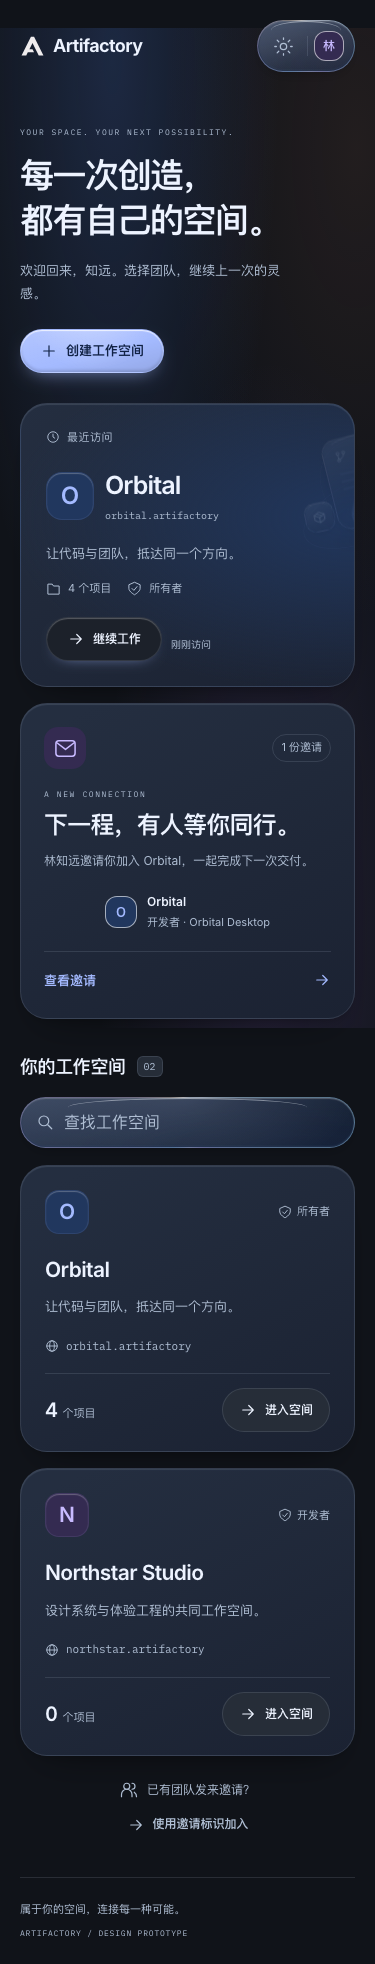 Artifactory
林
YOUR SPACE. YOUR NEXT POSSIBILITY.
每一次创造，
都有自己的空间。
欢迎回来，知远。选择团队，继续上一次的灵
感。
创建工作空间
最近访问
O
Orbital
orbital.artifactory
让代码与团队，抵达同一个方向。
4 个项目
所有者
继续工作
刚刚访问
1 份邀请
A NEW CONNECTION
下一程，有人等你同行。
林知远邀请你加入 Orbital，一起完成下一次交付。
O
Orbital
开发者 · Orbital Desktop
查看邀请
你的工作空间 02
查找工作空间
O
所有者
Orbital
让代码与团队，抵达同一个方向。
orbital.artifactory
4 个项目
进入空间
N
开发者
Northstar Studio
设计系统与体验工程的共同工作空间。
northstar.artifactory
0 个项目
进入空间
已有团队发来邀请?
使用邀请标识加入
属于你的空间，连接每一种可能。
ARTIFACTORY / DESIGN PROTOTYPE